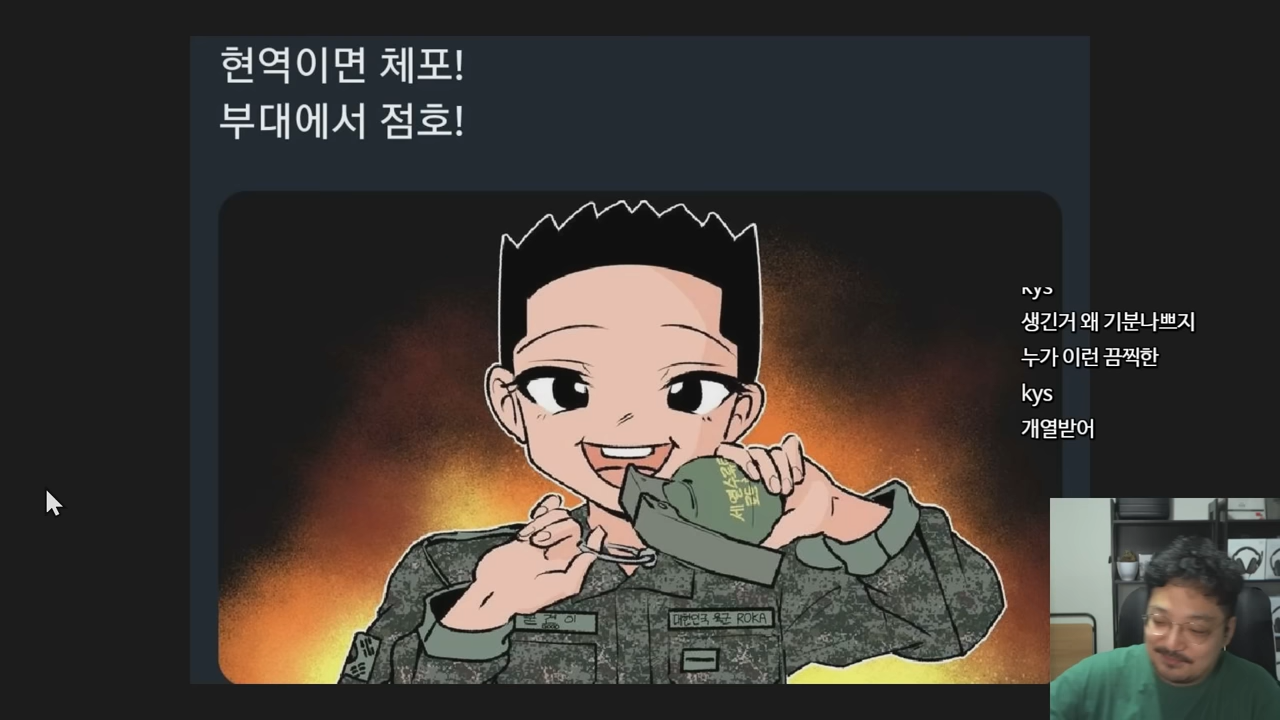 현역이면 체포!
부대에서 점호!
kys
생긴거 왜 기분나쁘지
누가 이런 끔찍한
kys
개열받어
대한민국 육군 ROKA